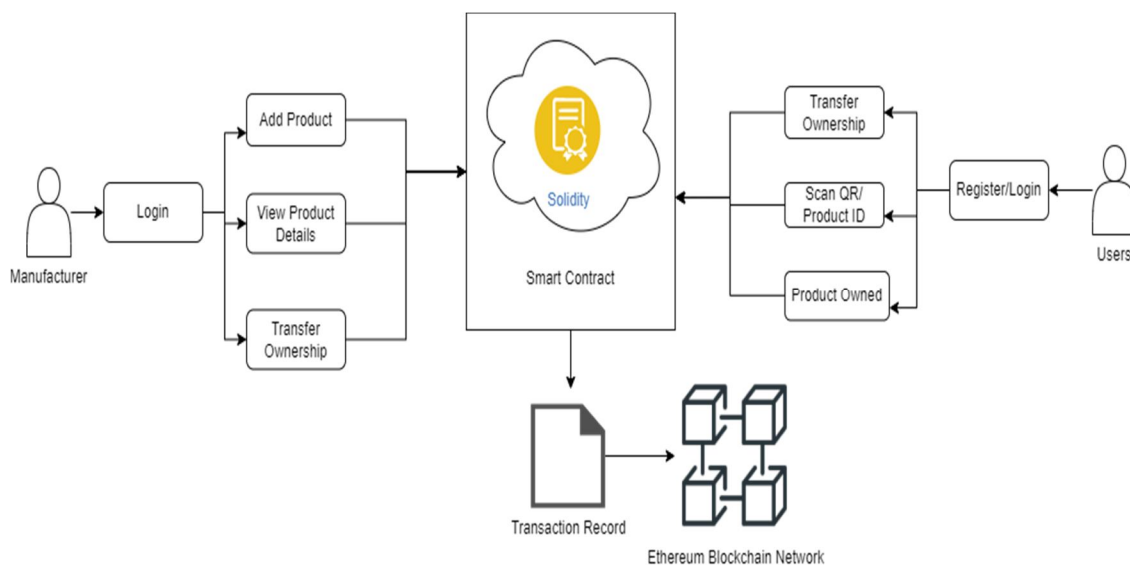 Manufacturer
Login
Add Product
View Product
Details
Transfer
Ownership
Solidity
Smart Contract
Transfer
Ownership
Scan QR/
Product ID
Product Owned
Register/Login
Users
Transaction Record
Ethereum Blockchain Network